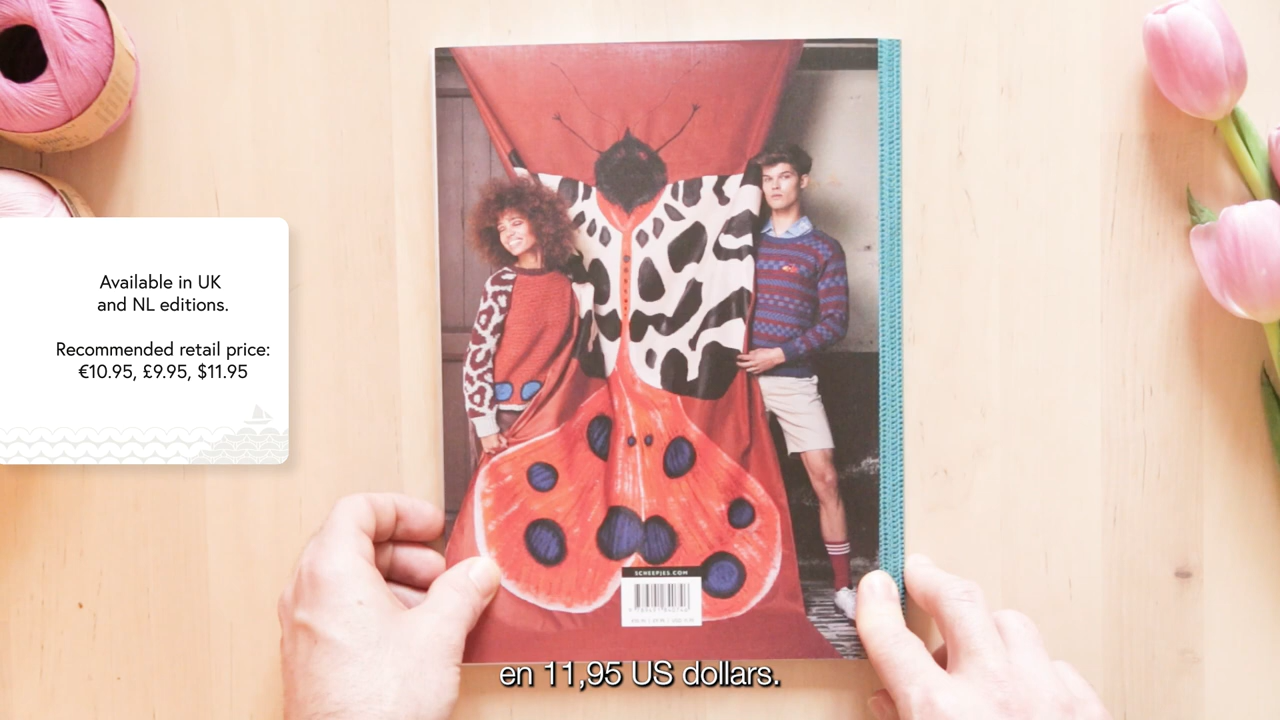 Available in UK
and NL editions.
Recommended retail price:
€10.95, £9.95, $11.95
SCHEEPJES.COM
en 11,95 US dollars.